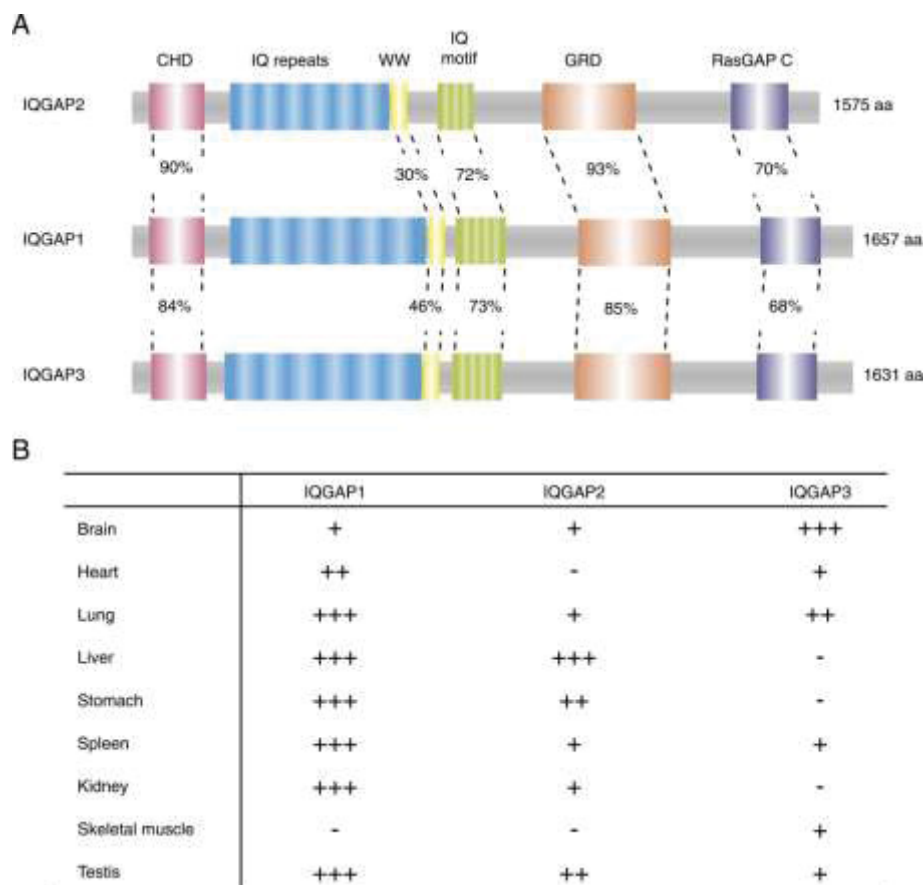 A
CHD IQ repeats WW IQ motif GRD RasGAP C
IQGAP2 1575 aa
90% 30% 72% 93% 70%
IQGAP1 1657 aa
84% 46% 73% 85% 68%
IQGAP3 1631 aa
B
IQGAP1 IQGAP2 IQGAP3
Brain + + +++
Heart ++ - +
Lung +++ + ++
Liver +++ +++ -
Stomach +++ ++ -
Spleen +++ + +
Kidney +++ + -
Skeletal muscle - - +
Testis +++ ++ +